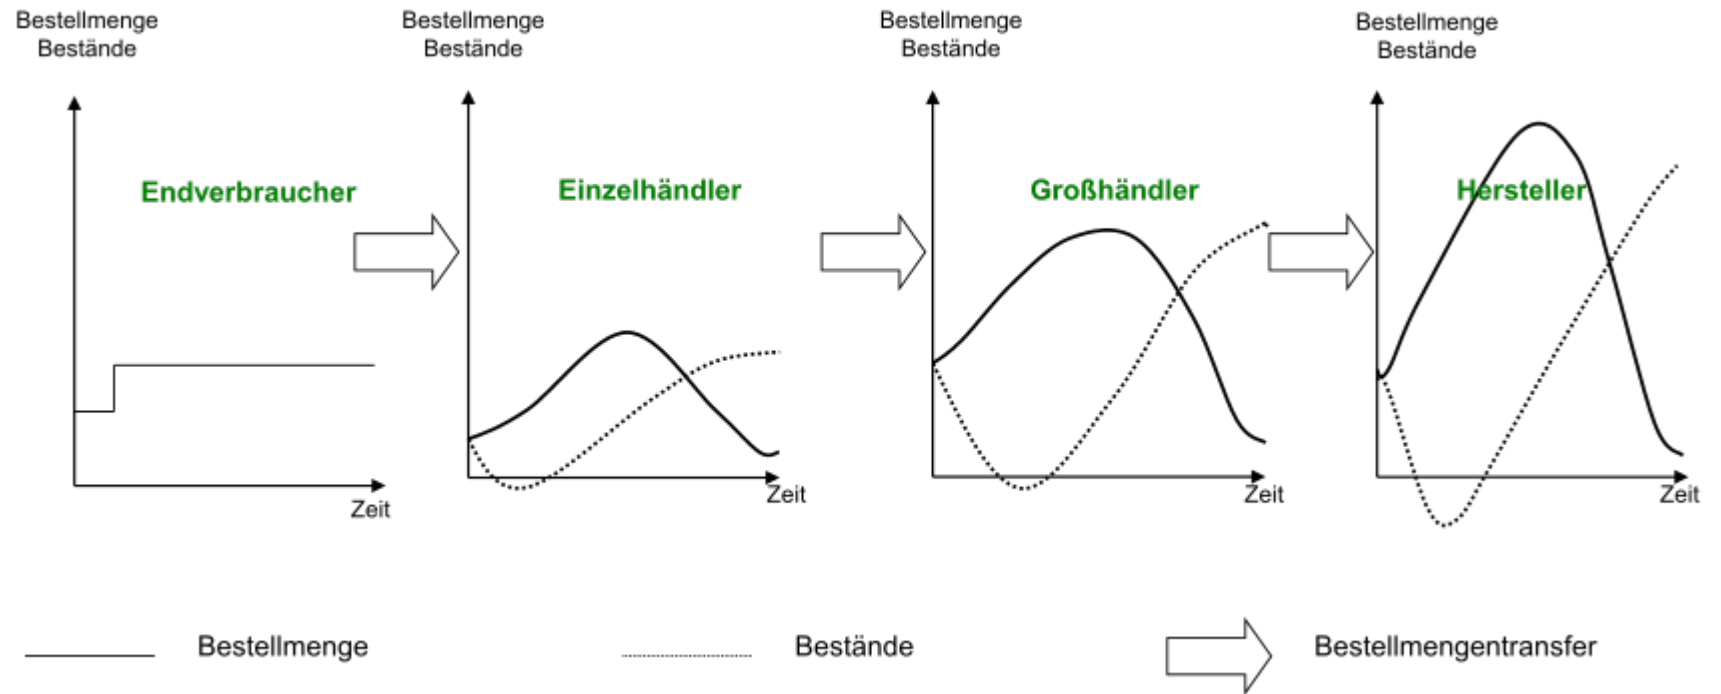 Bestellmenge
Bestände
Bestellmenge
Bestände
Bestellmenge
Bestände
Bestellmenge
Bestände
Endverbraucher
Einzelhändler
Großhändler
Hersteller
Zeit
Zeit
Zeit
Zeit
Bestellmenge
Bestände
Bestellmengentransfer